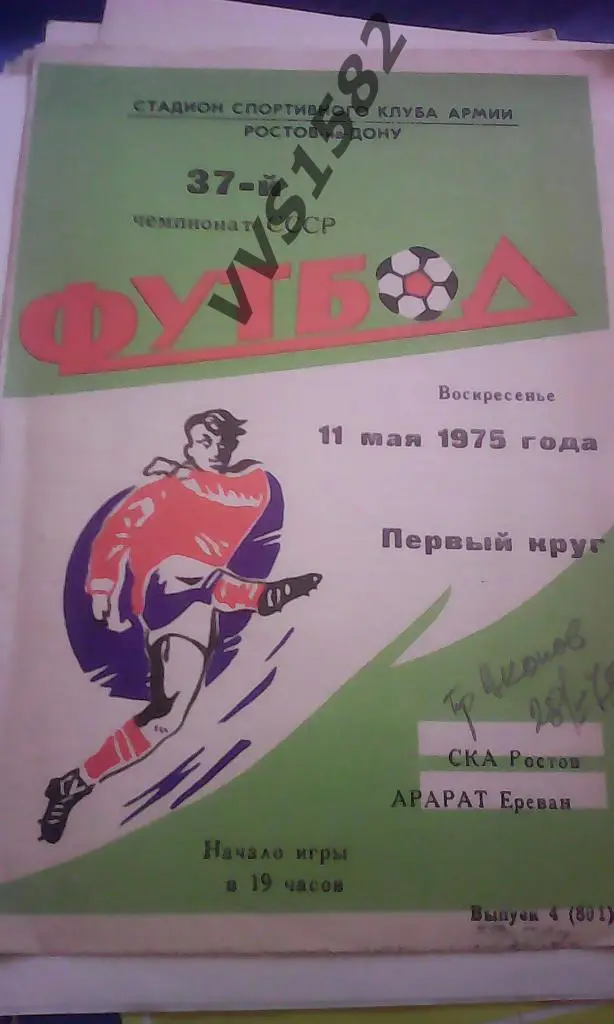 СТАДИОН СПОРТИВНОГО КЛУБА АРМИИ
РОСТОВ-на-ДОНУ
37-й
чемпионат СССР
ФУТБОЛ
Воскресенье
11 мая 1975 года
Первый круг
СКА Ростов
АРАРАТ Ереван
Начало игры
в 19 часов
Выпуск 4 (801)
vvs1582